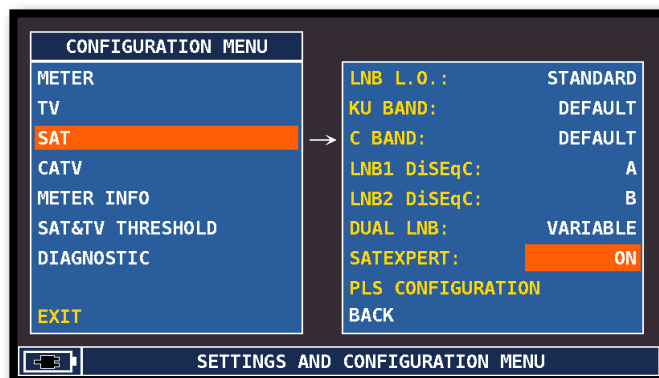 CONFIGURATION MENU
METER
TV
SAT
CATV
METER INFO
SAT&TV THRESHOLD
DIAGNOSTIC
EXIT
LNB L.O.: STANDARD
KU BAND: DEFAULT
C BAND: DEFAULT
LNB1 DiSEqC: A
LNB2 DiSEqC: B
DUAL LNB: VARIABLE
SATEXPERT: ON
PLS CONFIGURATION
BACK
SETTINGS AND CONFIGURATION MENU